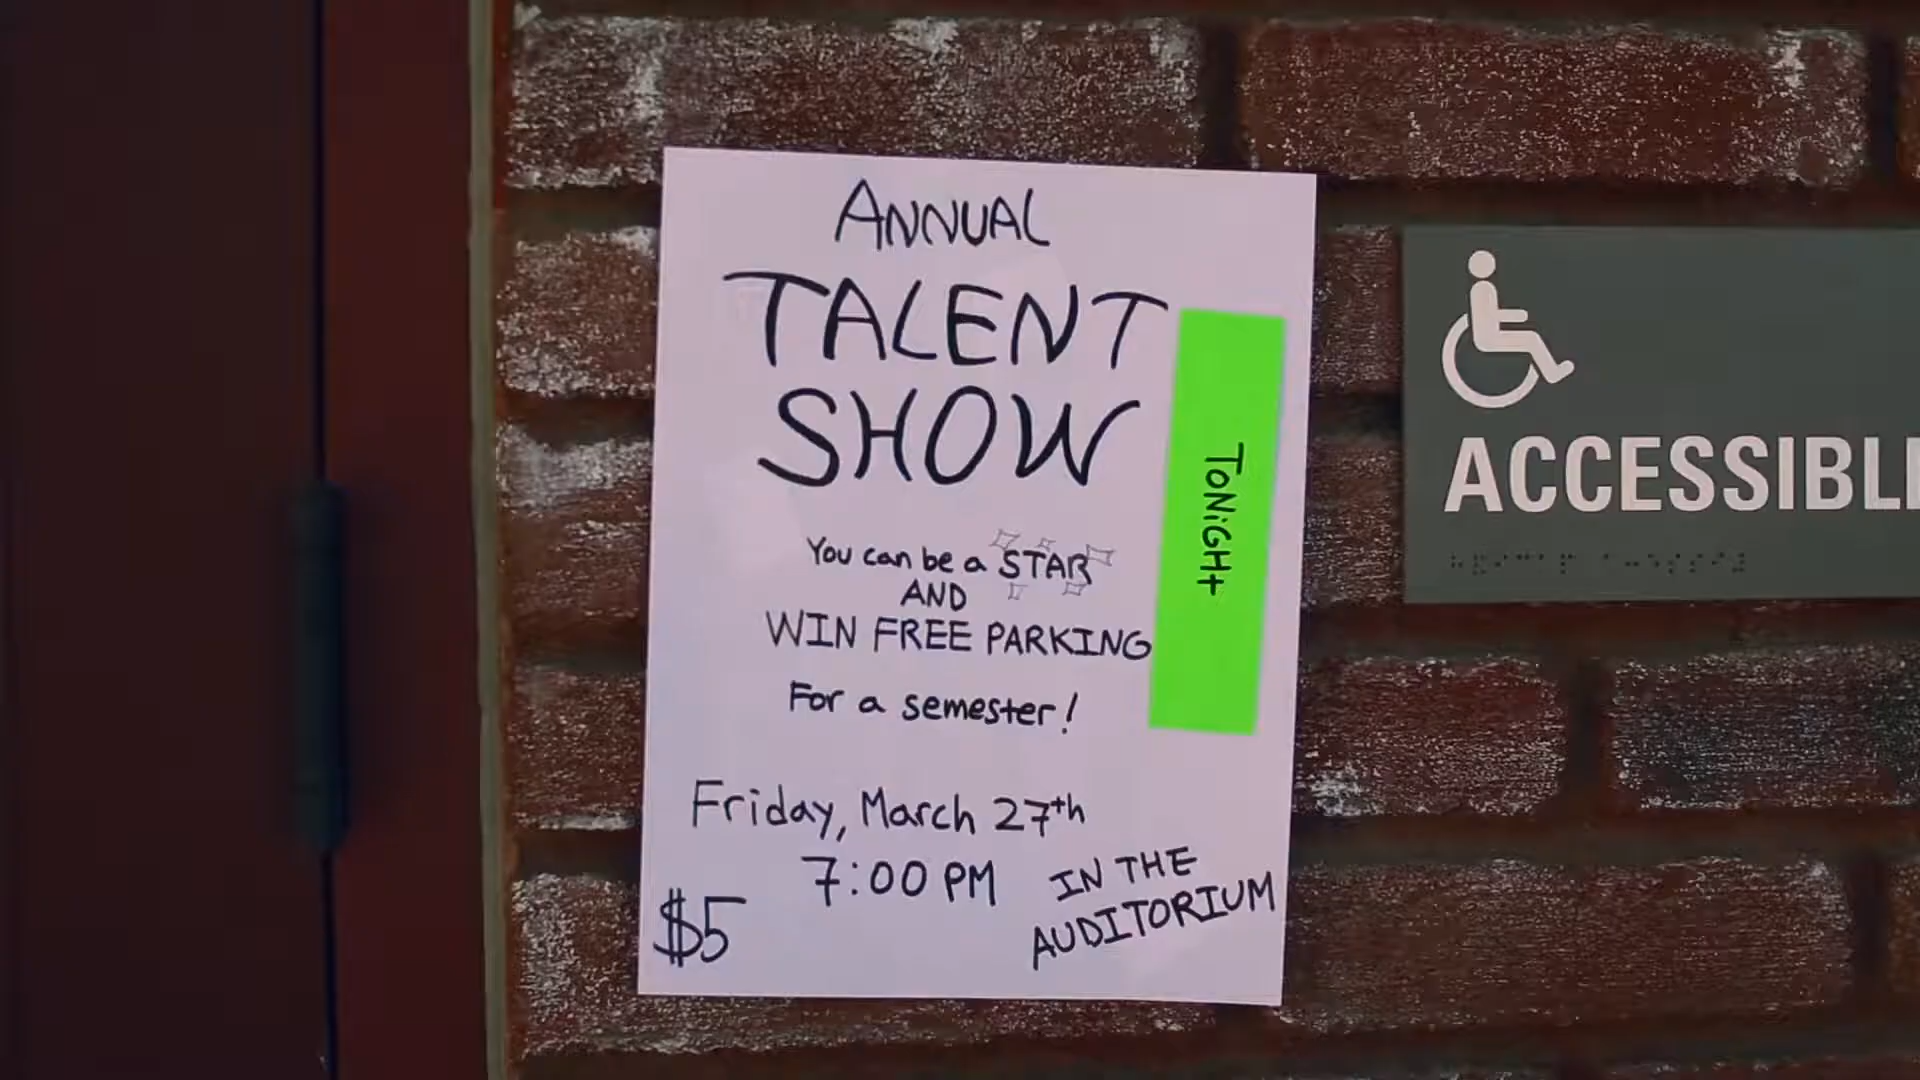 ANNUAL
TALENT
SHOW
You can be a STAR
AND
WIN FREE PARKING
For a semester!
Friday, March 27th
7:00 PM
IN THE
AUDITORIUM
$5
TONiGHt
ACCESSIBL